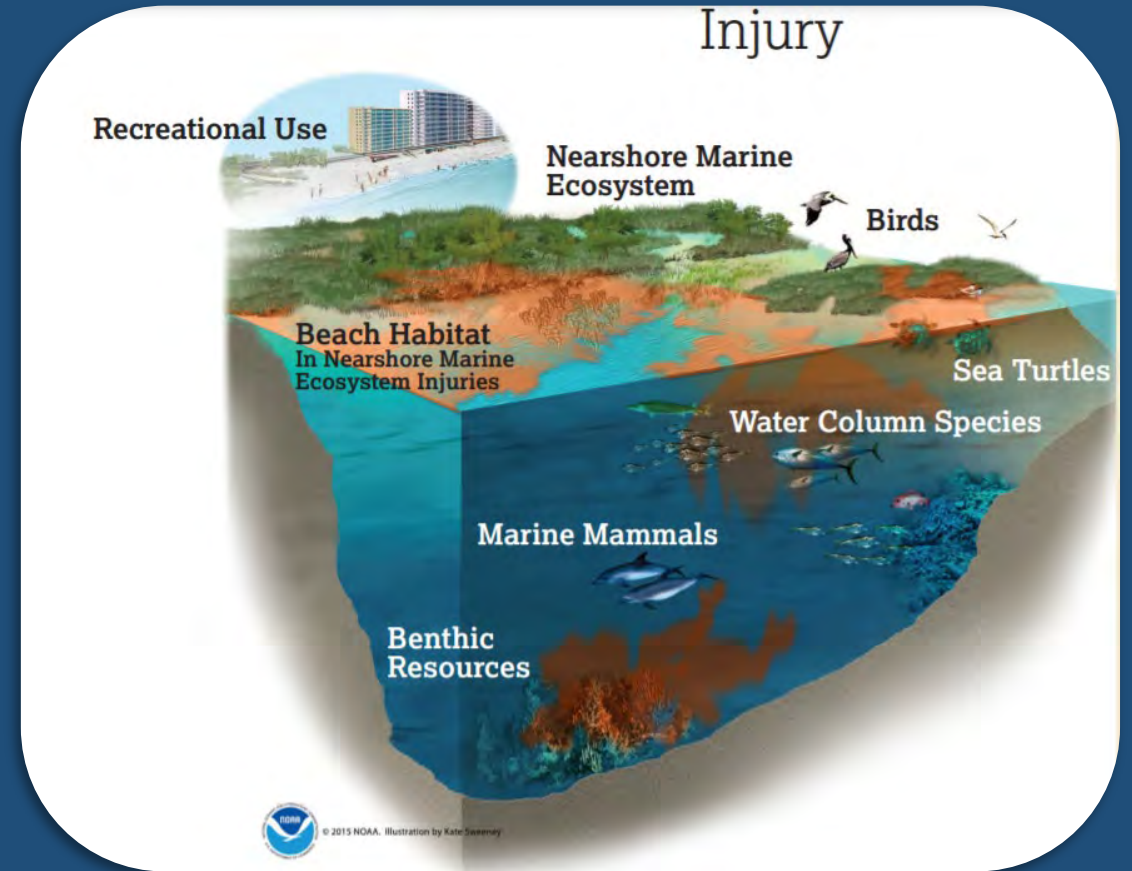 Injury
Recreational Use
Nearshore Marine
Ecosystem
Birds
Beach Habitat
In Nearshore Marine
Ecosystem Injuries
Sea Turtles
Water Column Species
Marine Mammals
Benthic
Resources
NOAA
© 2015 NOAA. Illustration by Kate Sweeney